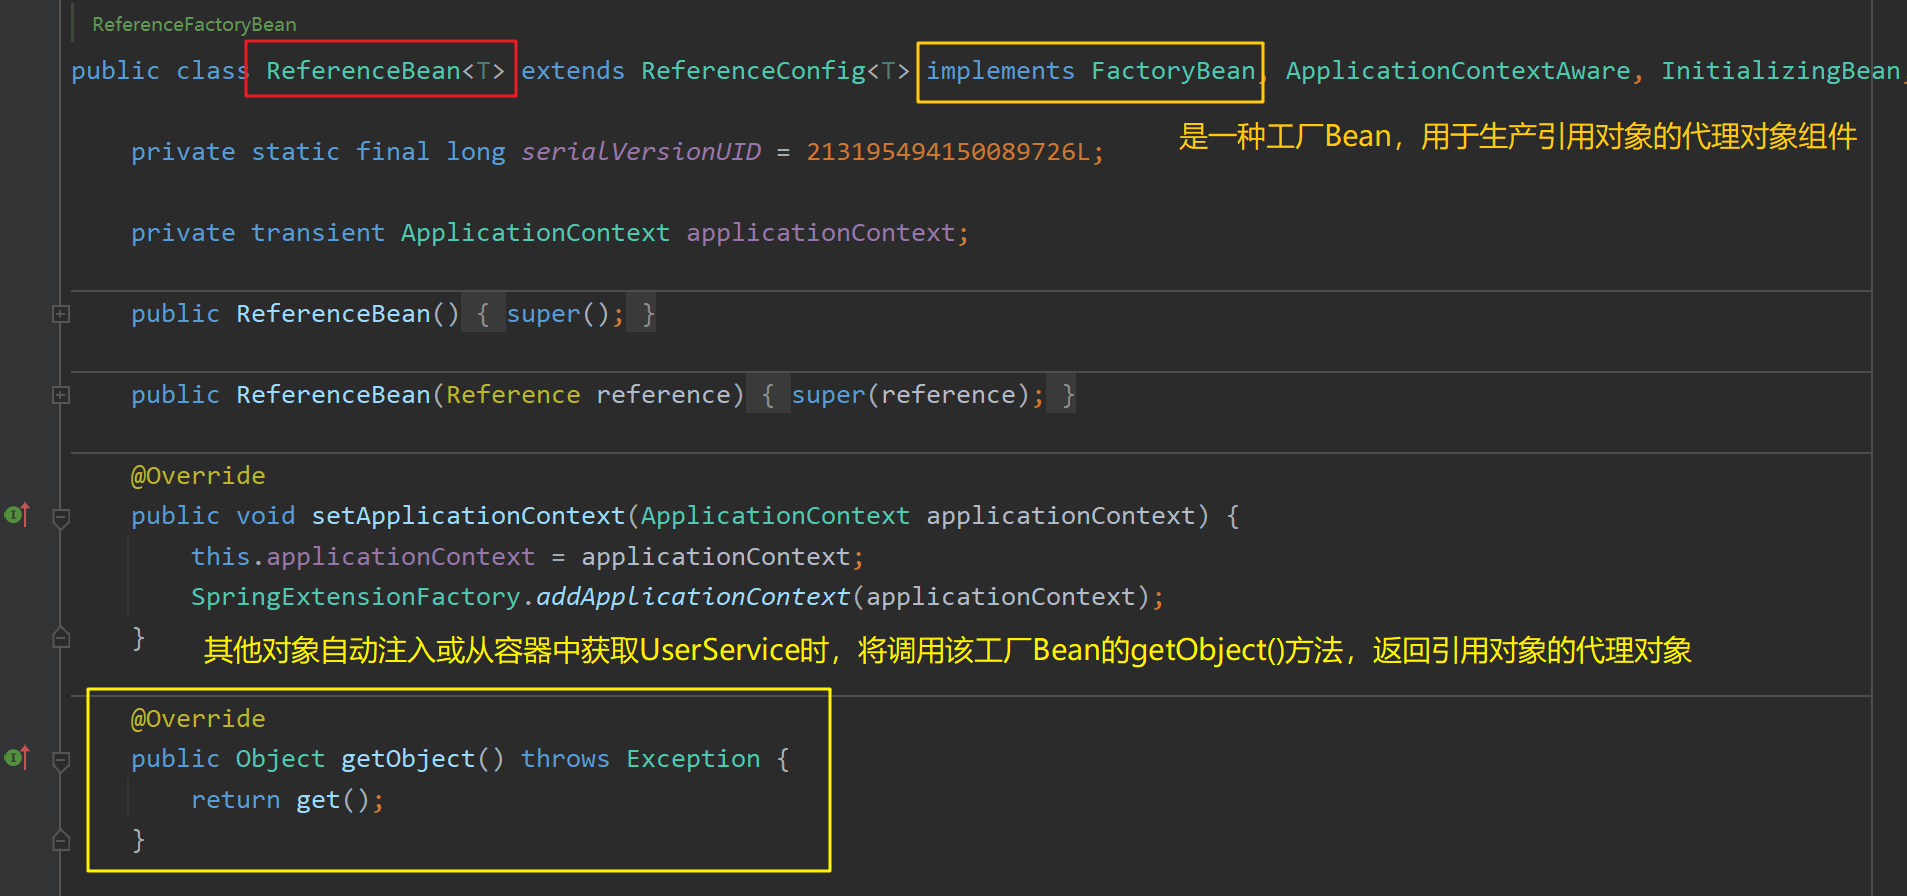 ReferenceFactoryBean
public class ReferenceBean<T> extends ReferenceConfig<T> implements FactoryBean, ApplicationContextAware, InitializingBean,
是一种工厂Bean，用于生产引用对象的代理对象组件
private static final long serialVersionUID = 213195494150089726L;
private transient ApplicationContext applicationContext;
public ReferenceBean() { super(); }
public ReferenceBean(Reference reference) { super(reference); }
@Override
public void setApplicationContext(ApplicationContext applicationContext) {
this.applicationContext = applicationContext;
SpringExtensionFactory.addApplicationContext(applicationContext);
}
其他对象自动注入或从容器中获取UserService时，将调用该工厂Bean的getObject()方法，返回引用对象的代理对象
@Override
public Object getObject() throws Exception {
return get();
}